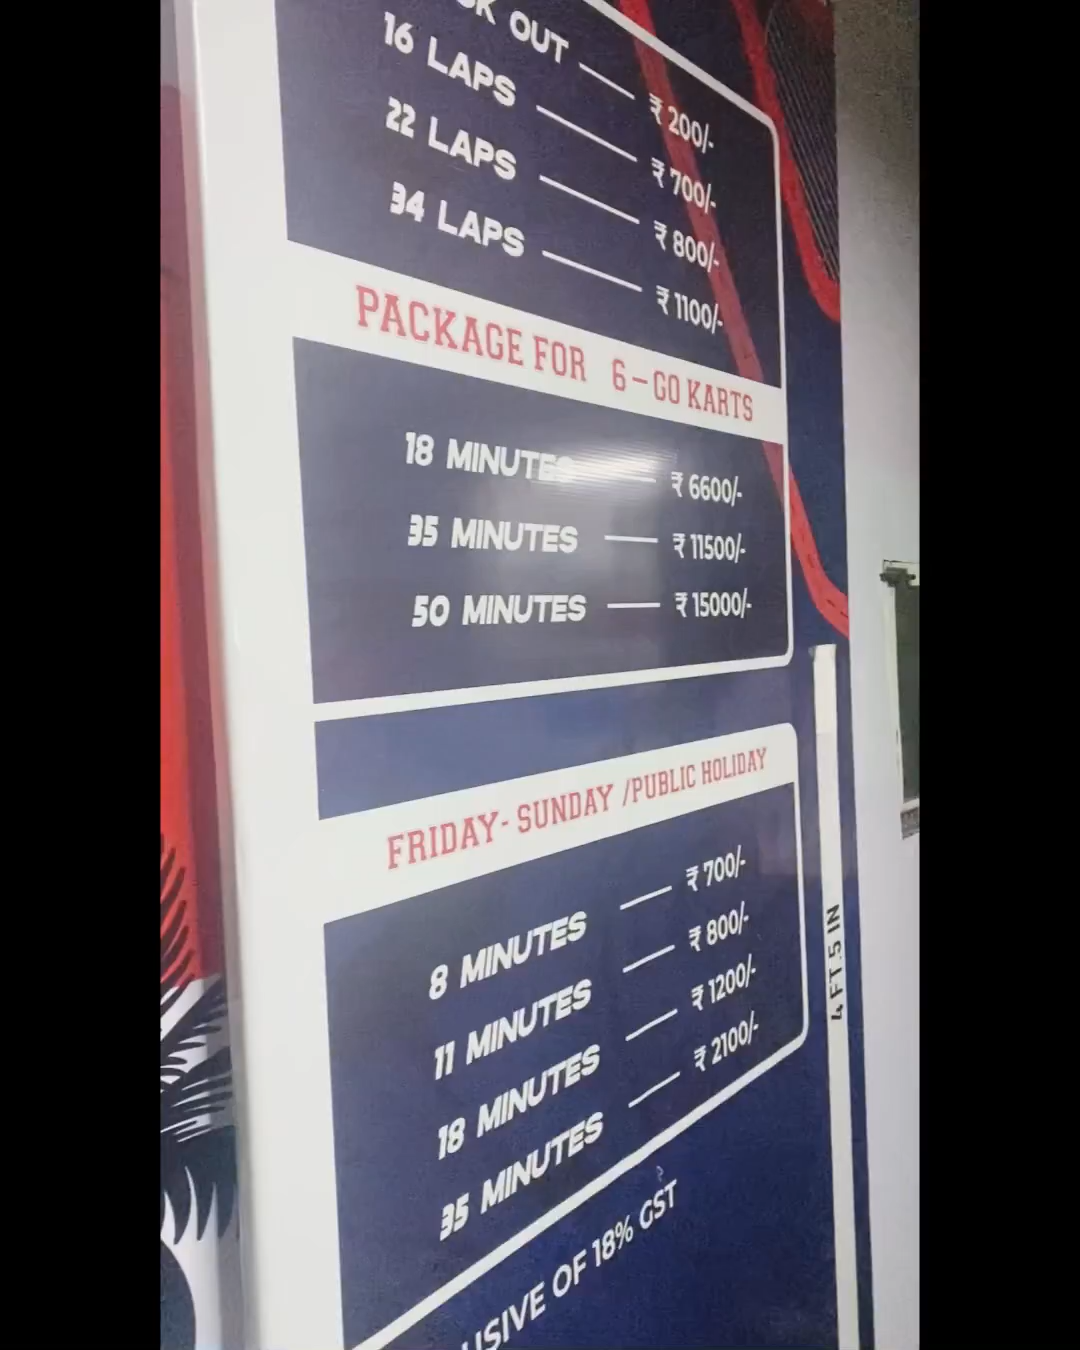 OUT ₹ 200/-
16 LAPS ₹ 700/-
22 LAPS ₹ 800/-
34 LAPS ₹ 1100/-
PACKAGE FOR 6-GO KARTS
18 MINUTES ₹ 6600/-
35 MINUTES ₹ 11500/-
50 MINUTES ₹ 15000/-
FRIDAY- SUNDAY /PUBLIC HOLIDAY
8 MINUTES ₹ 700/-
11 MINUTES ₹ 800/-
18 MINUTES ₹ 1200/-
35 MINUTES ₹ 2100/-
OF 18% GST
4 FT.5 IN